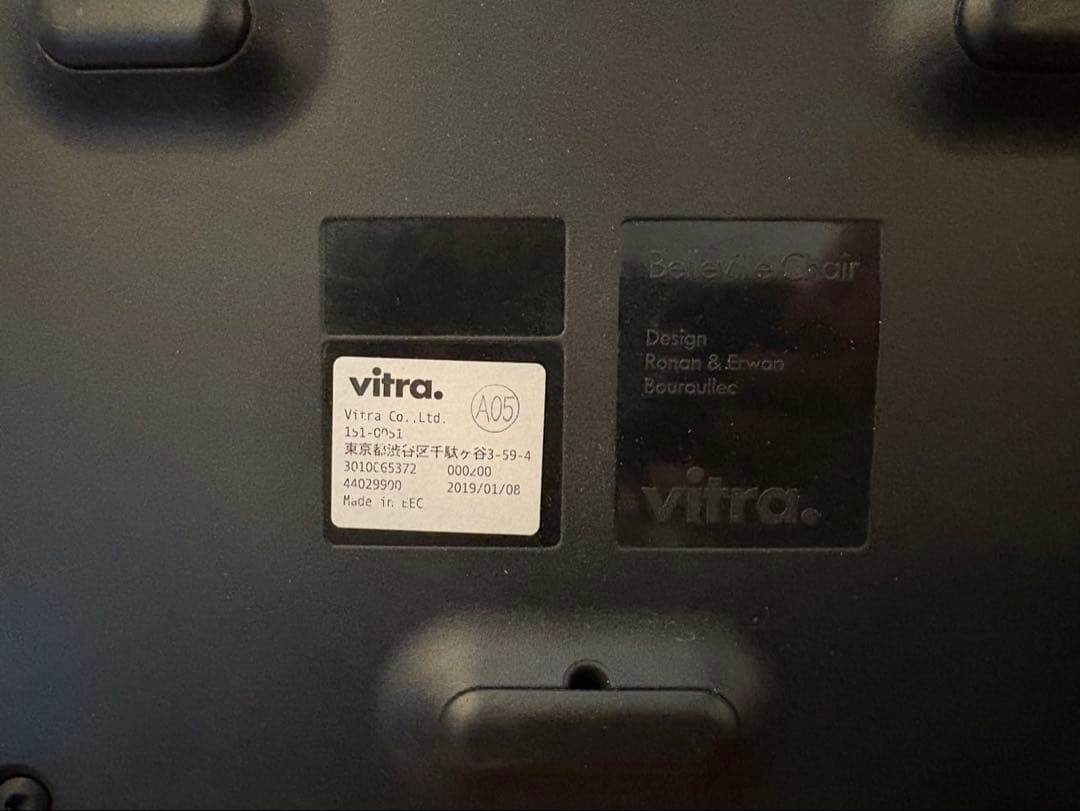 vitra.
A05
Vitra Co.,Ltd.
151-0051
東京都渋谷区千駄ヶ谷3-59-4
3010C65372 000200
44029900 2019/01/08
Made in EEC
Belleville Chair
Design
Ronan & Erwan
Bouroullec
vitra.